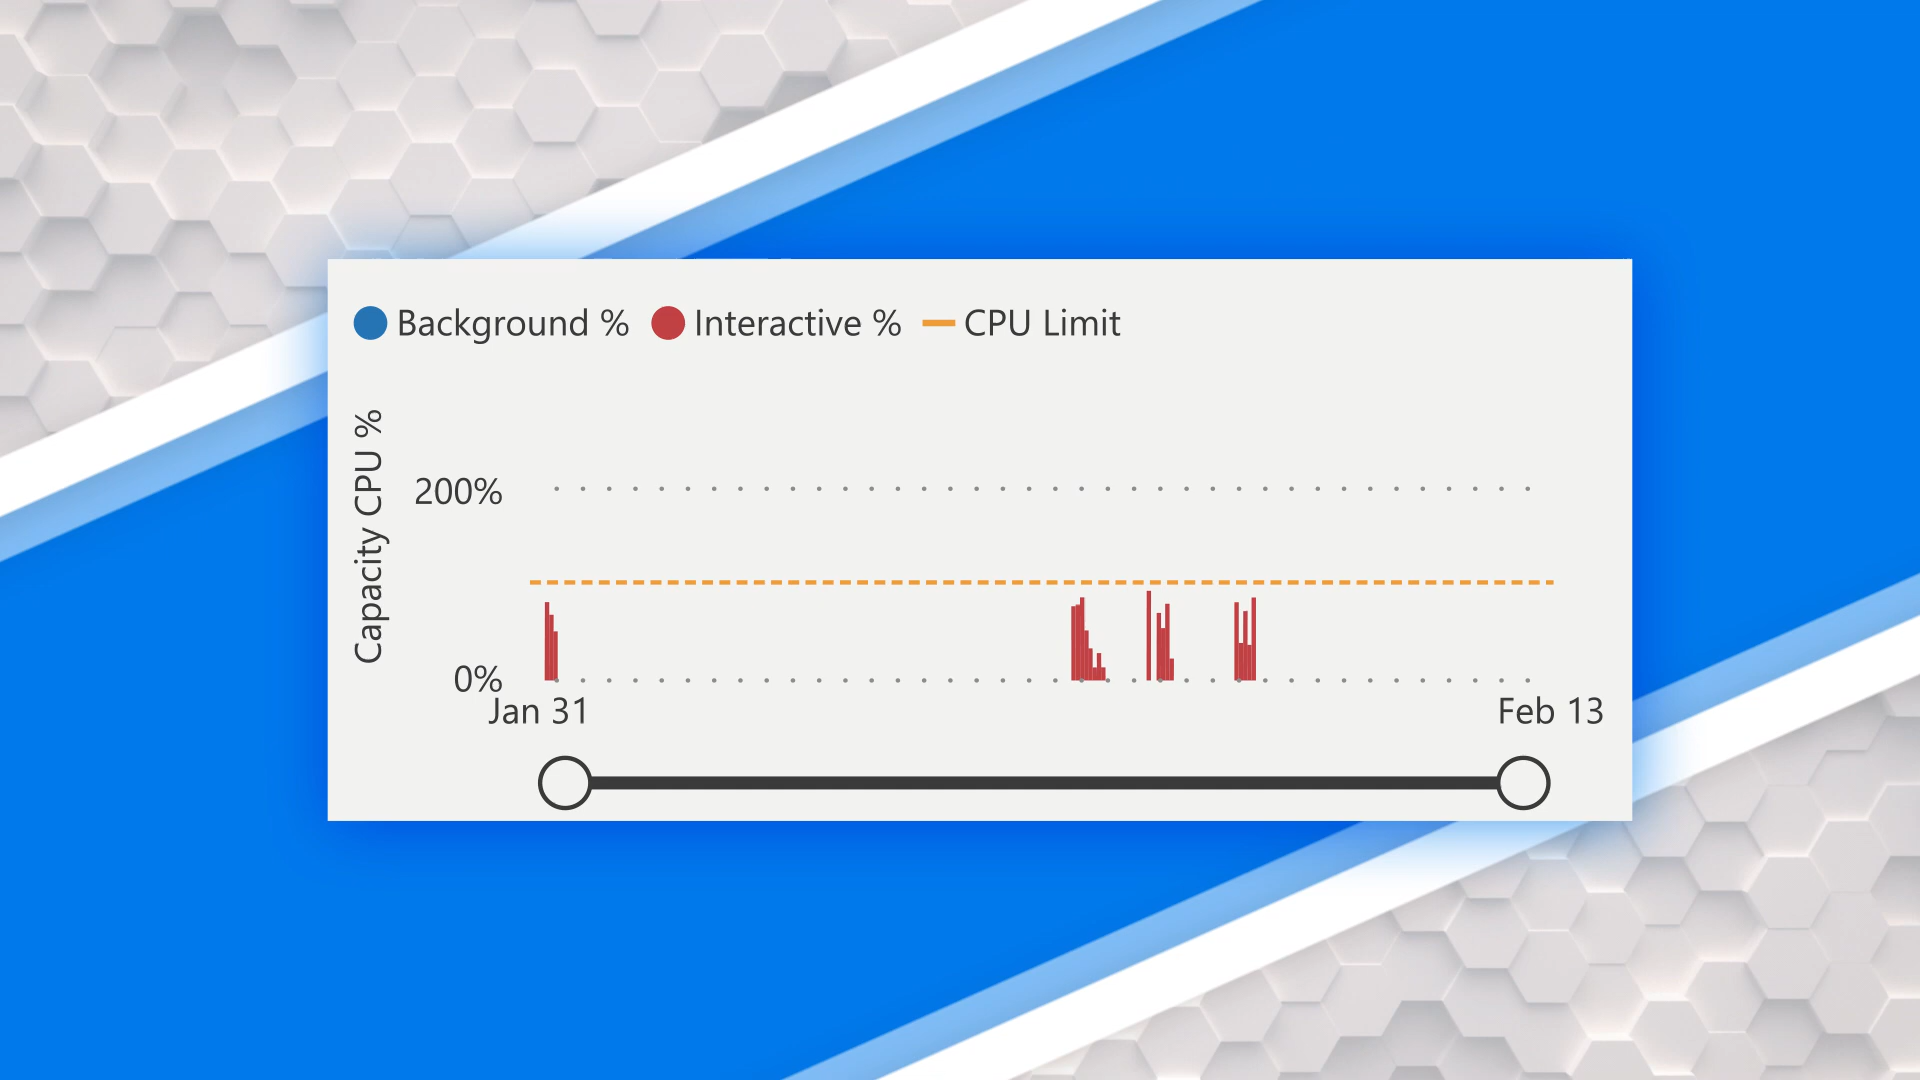 Background % Interactive % CPU Limit
Capacity CPU %
200%
0%
Jan 31
Feb 13